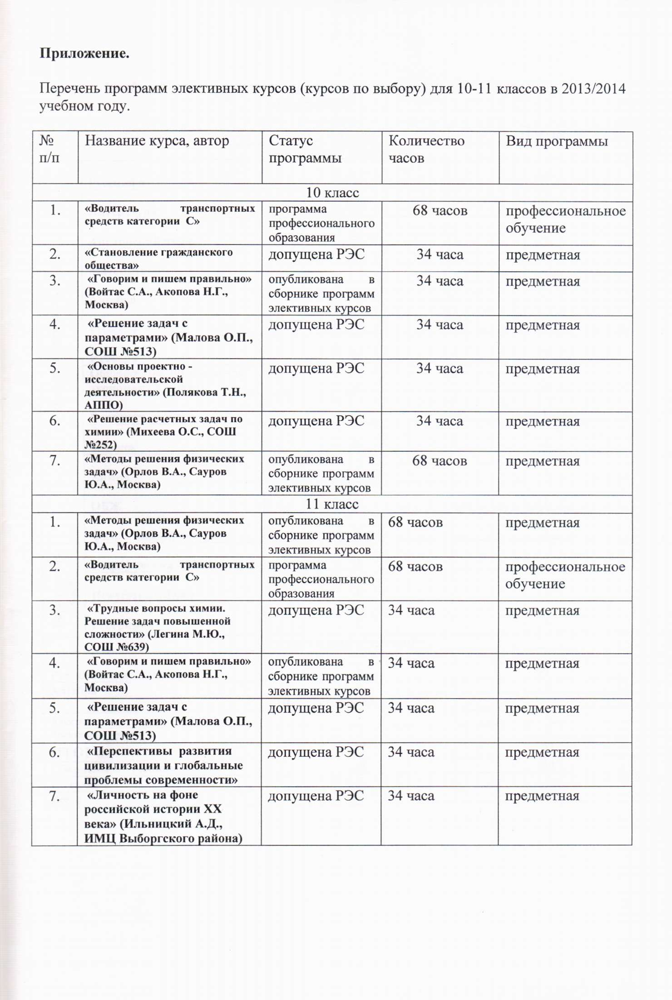 Приложение.
Перечень программ элективных курсов (курсов по выбору) для 10-11 классов в 2013/2014
учебном году.
№
п/п
Название курса, автор
Статус
программы
Количество
часов
Вид программы
10 класс
1.
«Водитель транспортных
средств категории С»
программа
профессионального
образования
68 часов
профессиональное
обучение
2.
«Становление гражданского
общества»
допущена РЭС
34 часа
предметная
3.
«Говорим и пишем правильно»
(Войтас С.А., Акопова Н.Г.,
Москва)
опубликована в
сборнике программ
элективных курсов
34 часа
предметная
4.
«Решение задач с
параметрами» (Малова О.П.,
СОШ №513)
допущена РЭС
34 часа
предметная
5.
«Основы проектно -
исследовательской
деятельности» (Полякова Т.Н.,
АППО)
допущена РЭС
34 часа
предметная
6.
«Решение расчетных задач по
химии» (Михеева О.С., СОШ
№252)
допущена РЭС
34 часа
предметная
7.
«Методы решения физических
задач» (Орлов В.А., Сауров
Ю.А., Москва)
опубликована в
сборнике программ
элективных курсов
68 часов
предметная
11 класс
1.
«Методы решения физических
задач» (Орлов В.А., Сауров
Ю.А., Москва)
опубликована в
сборнике программ
элективных курсов
68 часов
предметная
2.
«Водитель транспортных
средств категории С»
программа
профессионального
образования
68 часов
профессиональное
обучение
3.
«Трудные вопросы химии.
Решение задач повышенной
сложности» (Легина М.Ю.,
СОШ №639)
допущена РЭС
34 часа
предметная
4.
«Говорим и пишем правильно»
(Войтас С.А., Акопова Н.Г.,
Москва)
опубликована в
сборнике программ
элективных курсов
34 часа
предметная
5.
«Решение задач с
параметрами» (Малова О.П.,
СОШ №513)
допущена РЭС
34 часа
предметная
6.
«Перспективы развития
цивилизации и глобальные
проблемы современности»
допущена РЭС
34 часа
предметная
7.
«Личность на фоне
российской истории XX
века» (Ильницкий А.Д.,
ИМЦ Выборгского района)
допущена РЭС
34 часа
предметная